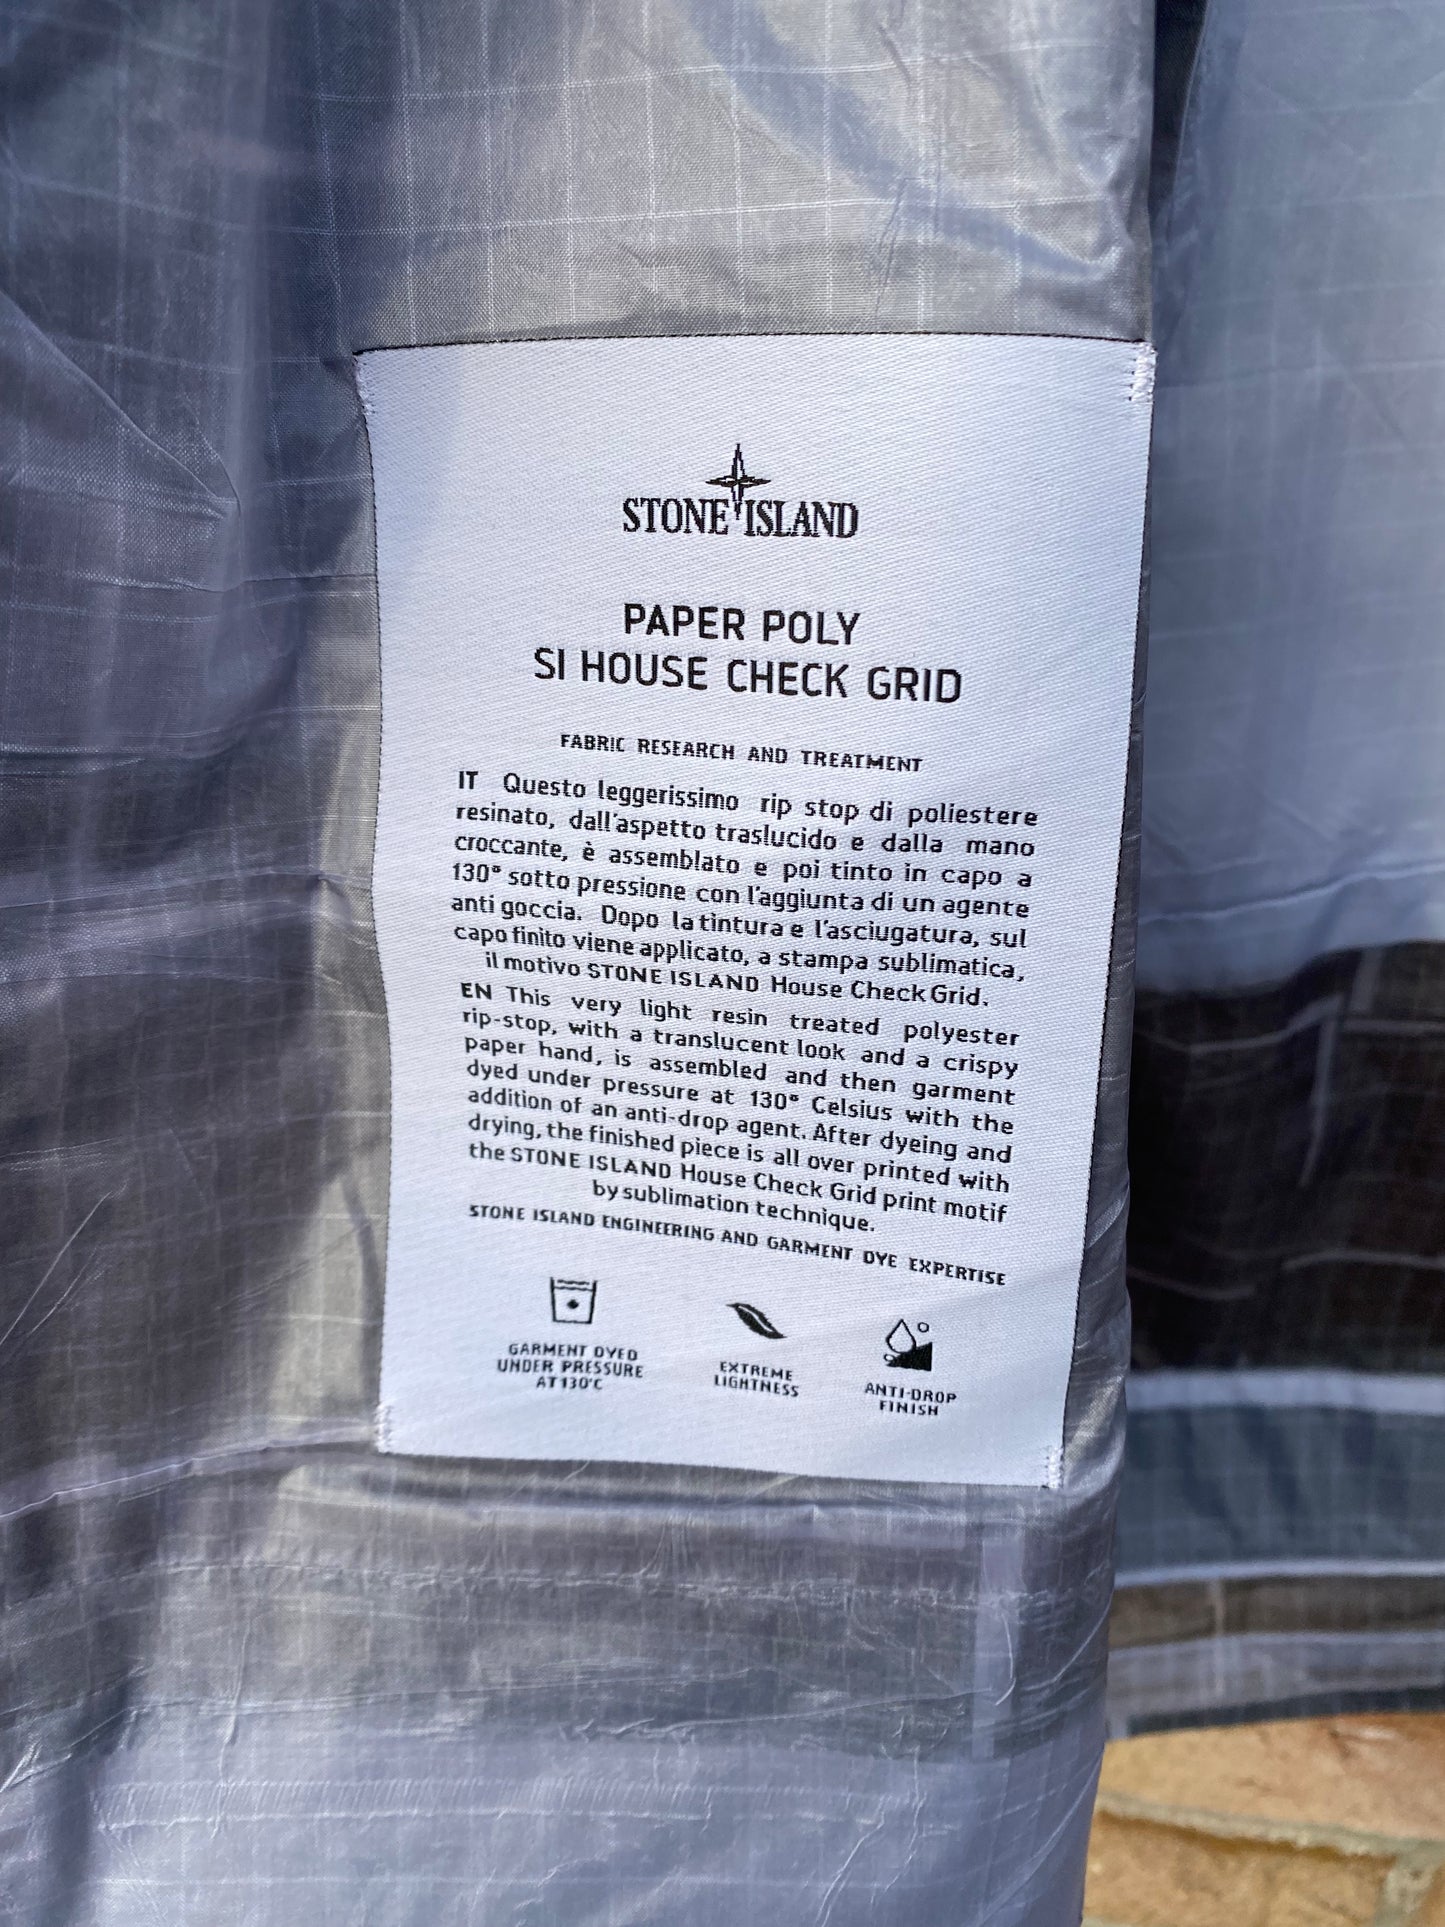 STONE ISLAND
PAPER POLY
SI HOUSE CHECK GRID
FABRIC RESEARCH AND TREATMENT
IT Questo leggerissimo rip stop di poliestere
resinato, dall'aspetto traslucido e dalla mano
croccante, è assemblato e poi tinto in capo a
130° sotto pressione con l'aggiunta di un agente
anti goccia. Dopo la tintura e l'asciugatura, sul
capo finito viene applicato, a stampa sublimatica,
il motivo STONE ISLAND House Check Grid.
EN This very light resin treated polyester
rip-stop, with a translucent look and a crispy
paper hand, is assembled and then garment
dyed under pressure at 130° Celsius with the
addition of an anti-drop agent. After dyeing and
drying, the finished piece is all over printed with
the STONE ISLAND House Check Grid print motif
by sublimation technique.
STONE ISLAND ENGINEERING AND GARMENT DYE EXPERTISE
GARMENT DYED
UNDER PRESSURE
AT 130°C
EXTREME
LIGHTNESS
ANTI-DROP
FINISH